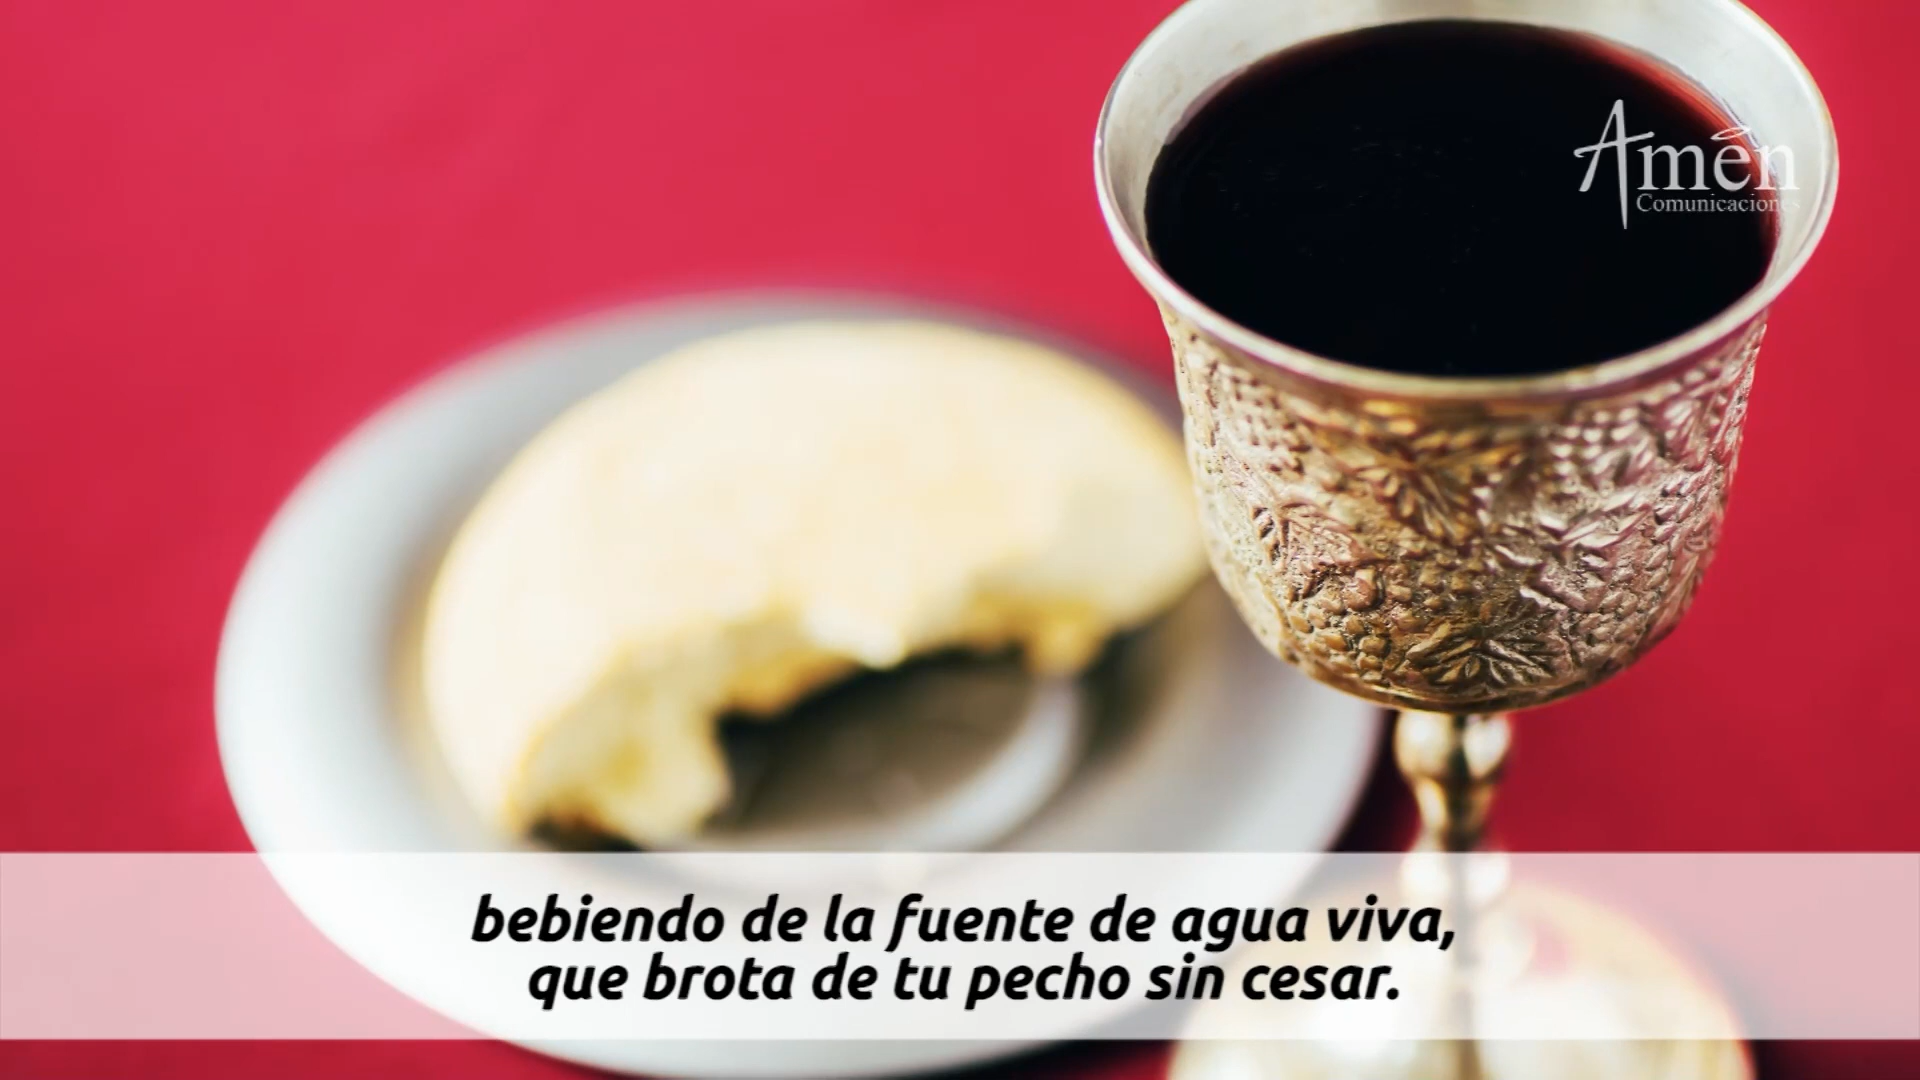 Amén
Comunicaciones
bebiendo de la fuente de agua viva,
que brota de tu pecho sin cesar.